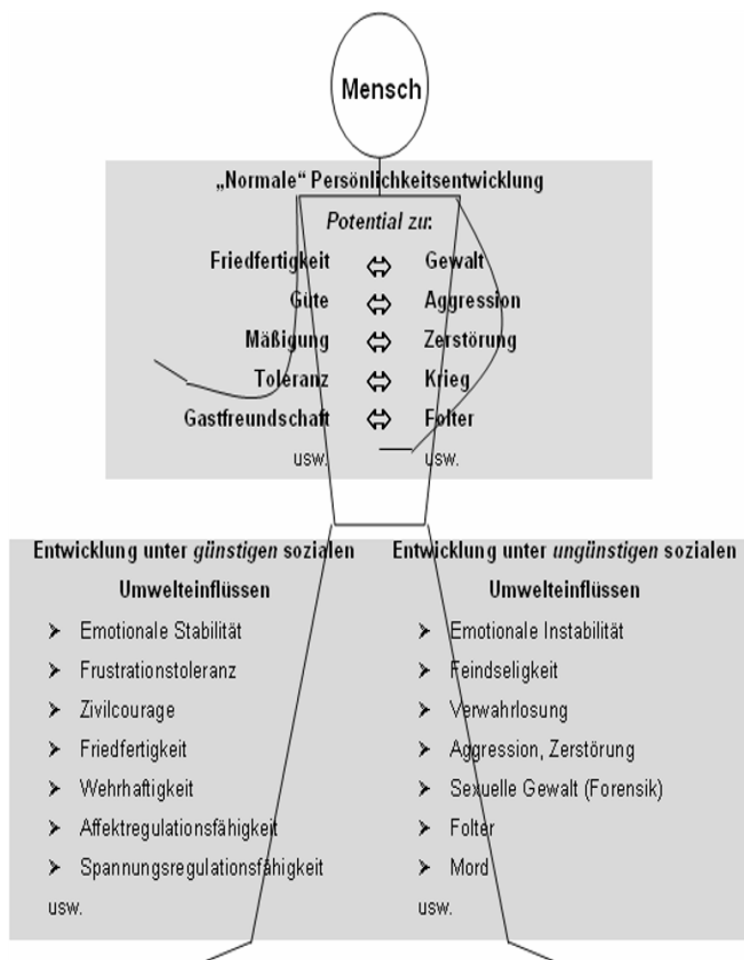 Mensch
„Normale“ Persönlichkeitsentwicklung
Potential zu:
Friedfertigkeit ⇔ Gewalt
Güte ⇔ Aggression
Mäßigung ⇔ Zerstörung
Toleranz ⇔ Krieg
Gastfreundschaft ⇔ Folter
usw. usw.
Entwicklung unter günstigen sozialen
Umwelteinflüssen
➢ Emotionale Stabilität
➢ Frustrationstoleranz
➢ Zivilcourage
➢ Friedfertigkeit
➢ Wehrhaftigkeit
➢ Affektregulationsfähigkeit
➢ Spannungsregulationsfähigkeit
usw.
Entwicklung unter ungünstigen sozialen
Umwelteinflüssen
➢ Emotionale Instabilität
➢ Feindseligkeit
➢ Verwahrlosung
➢ Aggression, Zerstörung
➢ Sexuelle Gewalt (Forensik)
➢ Folter
➢ Mord
usw.